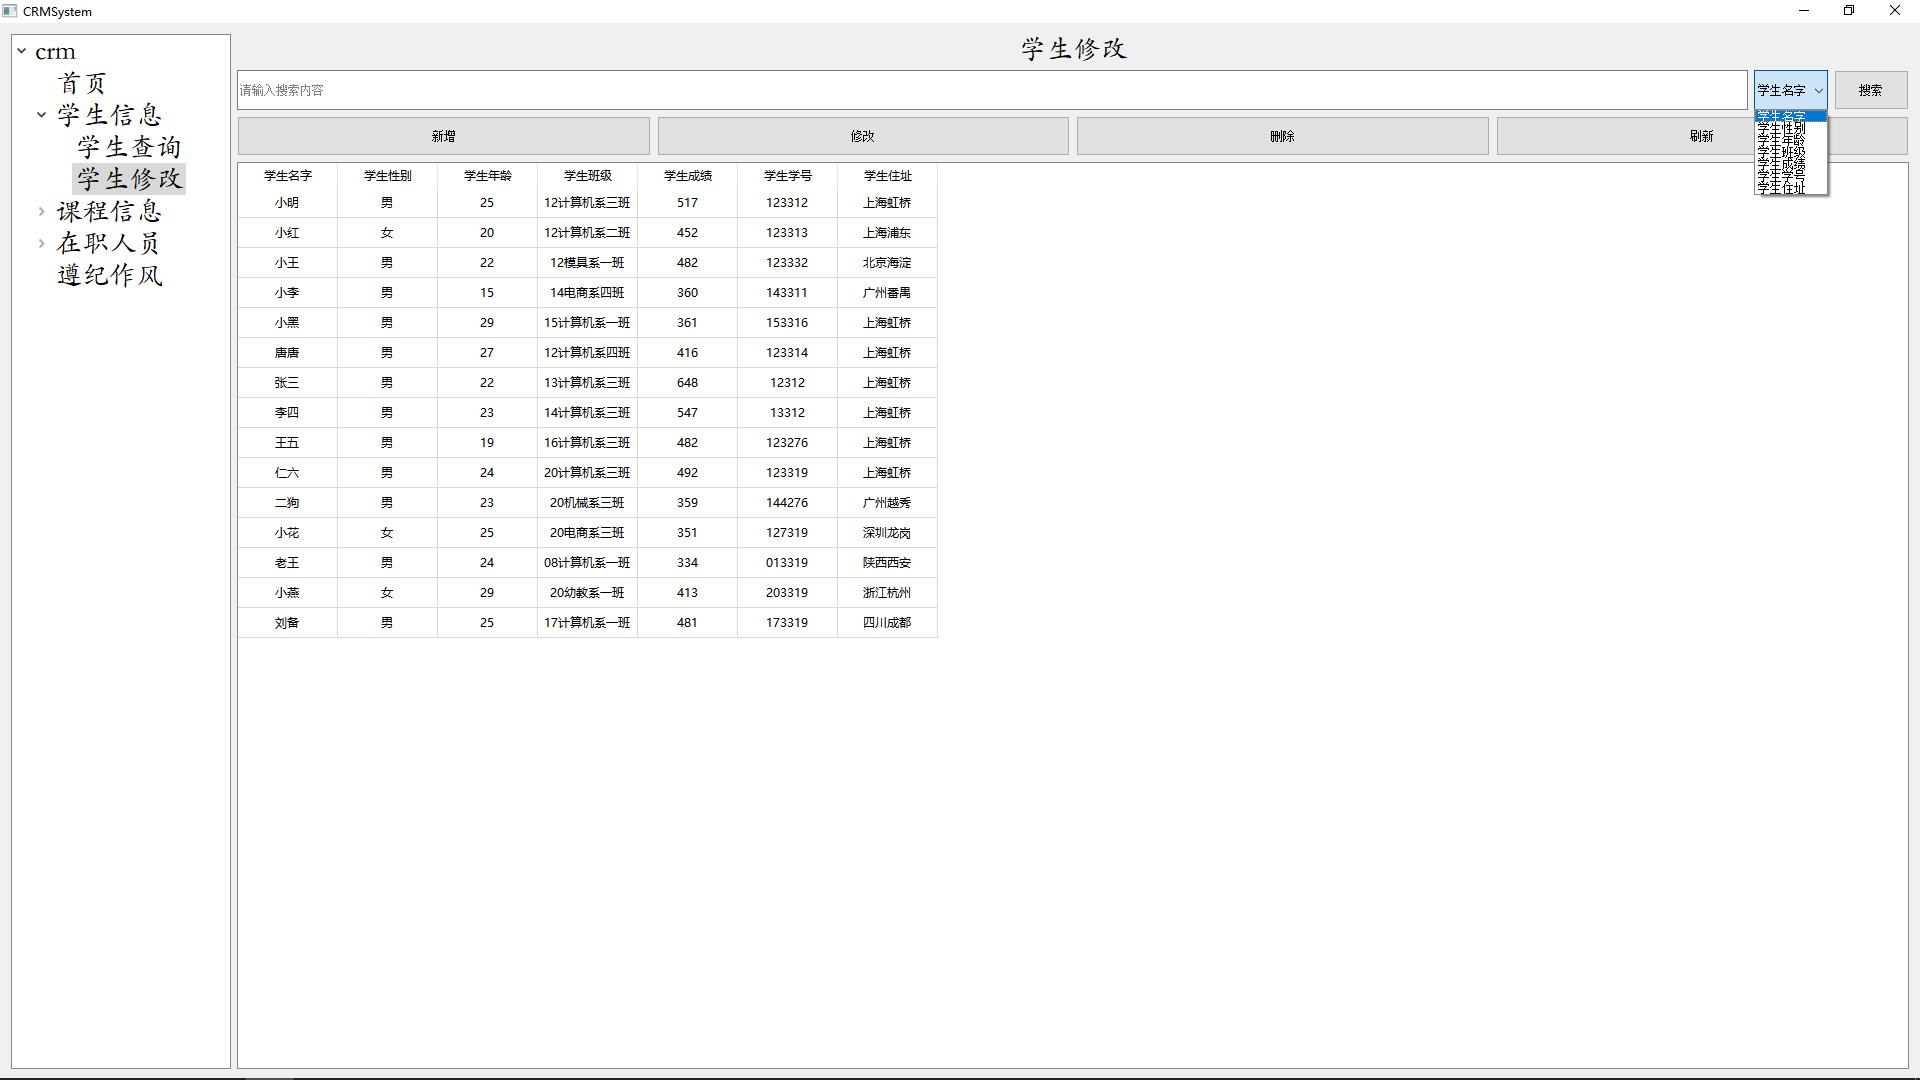 CRMSystem
crm
首页
学生信息
学生查询
学生修改
课程信息
在职人员
遵纪作风
学生修改
请输入搜索内容
学生名字
搜索
学生名字
学生性别
学生年龄
学生班级
学生成绩
学生学号
学生住址
新增 修改 删除 刷新
学生名字 学生性别 学生年龄 学生班级 学生成绩 学生学号 学生住址
小明 男 25 12计算机系三班 517 123312 上海虹桥
小红 女 20 12计算机系二班 452 123313 上海浦东
小王 男 22 12模具系一班 482 123332 北京海淀
小李 男 15 14电商系四班 360 143311 广州番禺
小黑 男 29 15计算机系一班 361 153316 上海虹桥
唐唐 男 27 12计算机系四班 416 123314 上海虹桥
张三 男 22 13计算机系三班 648 12312 上海虹桥
李四 男 23 14计算机系三班 547 13312 上海虹桥
王五 男 19 16计算机系三班 482 123276 上海虹桥
仁六 男 24 20计算机系三班 492 123319 上海虹桥
二狗 男 23 20机械系三班 359 144276 广州越秀
小花 女 25 20电商系三班 351 127319 深圳龙岗
老王 男 24 08计算机系一班 334 013319 陕西西安
小燕 女 29 20幼教系一班 413 203319 浙江杭州
刘备 男 25 17计算机系一班 481 173319 四川成都